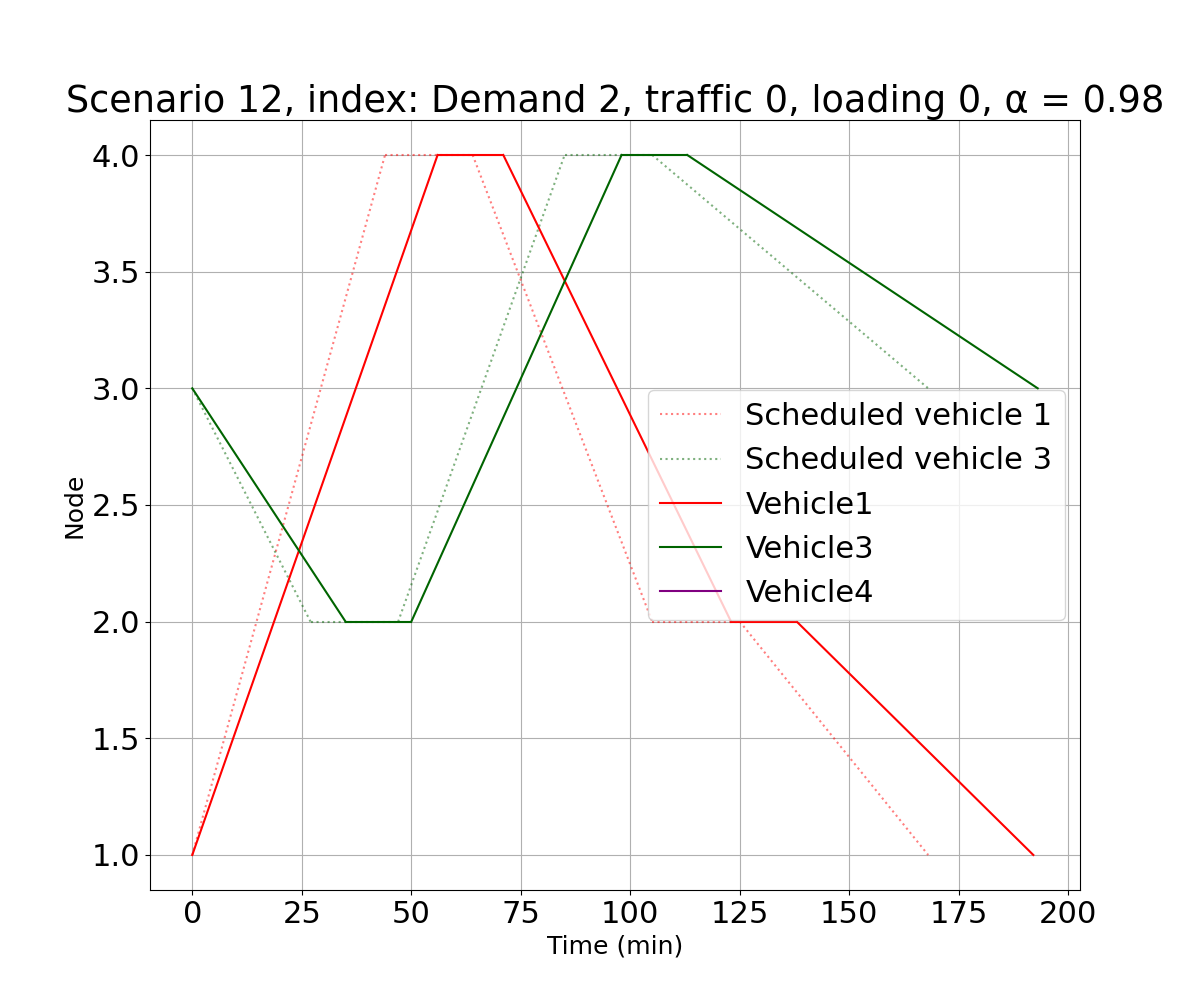 Scenario 12, index: Demand 2, traffic 0, loading 0, α = 0.98
4.0
3.5
3.0
2.5
2.0
1.5
1.0
Node
Scheduled vehicle 1
Scheduled vehicle 3
Vehicle1
Vehicle3
Vehicle4
0 25 50 75 100 125 150 175 200
Time (min)